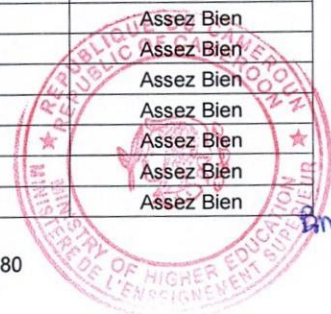 Assez Bien
Assez Bien
Assez Bien
Assez Bien
Assez Bien
Assez Bien
Assez Bien
REPUBLIQUE DU CAMEROUN
REPUBLIC OF CAMEROON
MINISTRY OF HIGHER EDUCATION
MINISTERE DE L'ENSEIGNEMENT SUPERIEUR
80